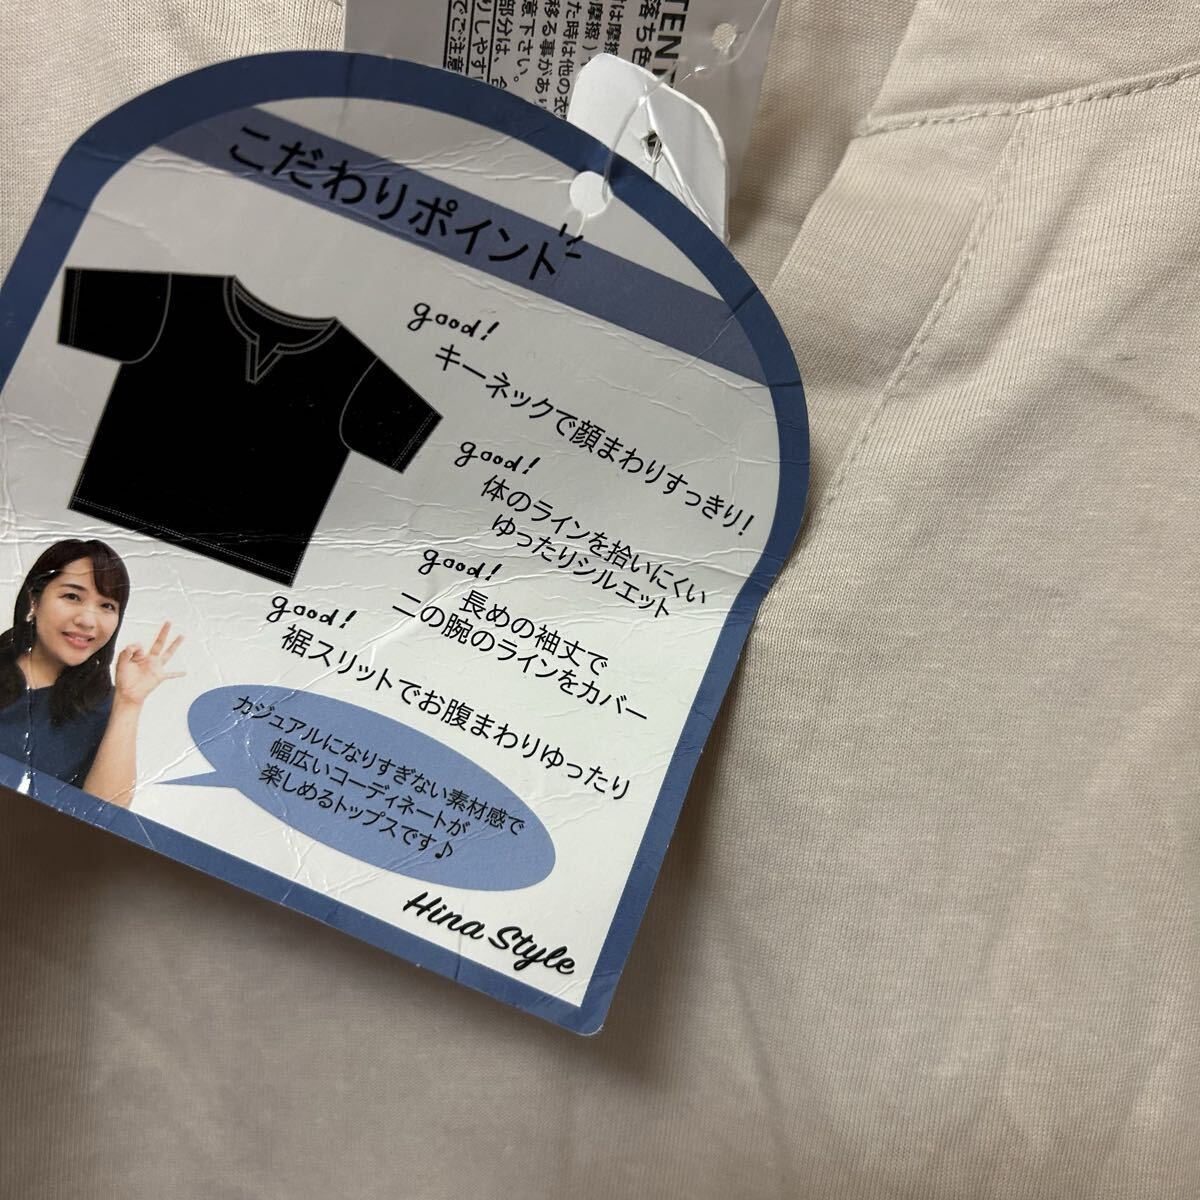 こだわりポイント
good!
キーネックで顔まわりすっきり!
good!
体のラインを拾いにくい
ゆったりシルエット
good!
長めの袖丈で
二の腕のラインをカバー
good!
裾スリットでお腹まわりゆったり
カジュアルになりすぎない素材感で
幅広いコーディネートが
楽しめるトップスです♪
Hina Style